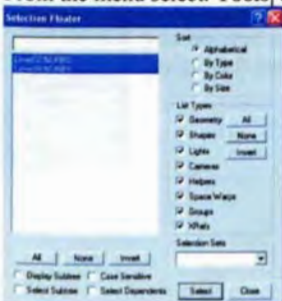 From the menu select: Tools
Selection Floater
Sort
Alphabetical
By Type
By Color
By Size
List Types
Geometry
All
Shapes
None
Lights
Invert
Cameras
Helpers
Space Warps
Groups
XRefs
Selection Sets
All
None
Invert
Display Subtree
Case Sensitive
Select Subtree
Select Dependents
Select
Close